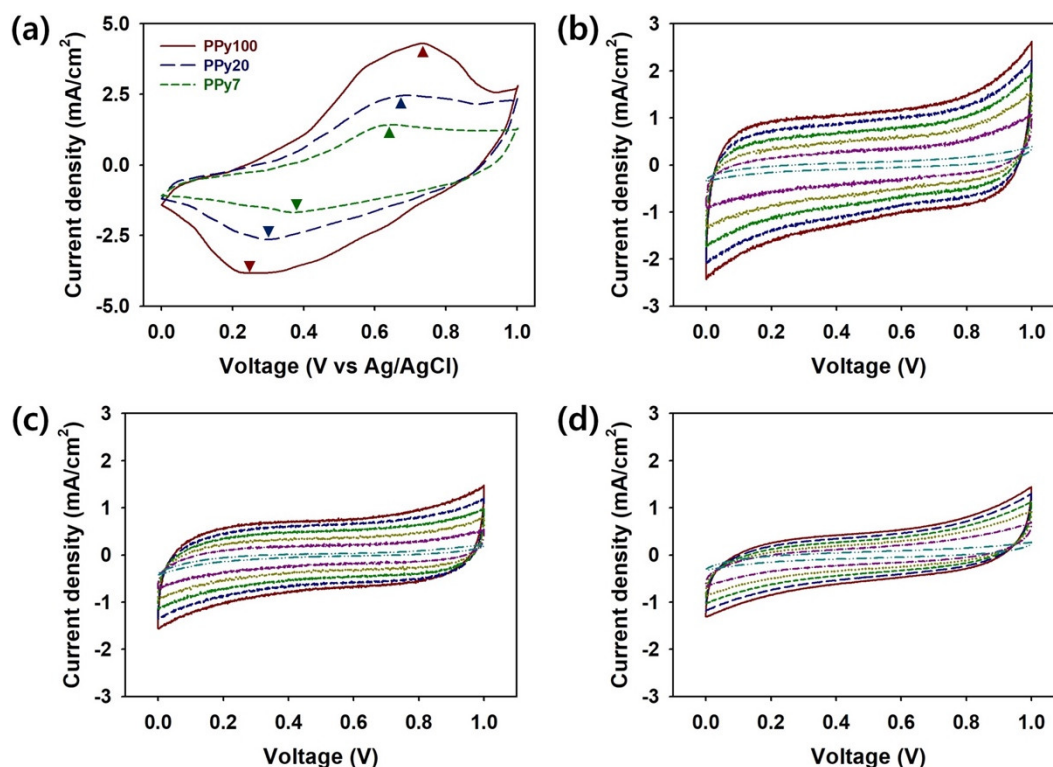 (a)
5.0
2.5
0.0
-2.5
-5.0
Current density (mA/cm²)
PPy100
PPy20
PPy7
0.0 0.2 0.4 0.6 0.8 1.0
Voltage (V vs Ag/AgCl)
(b)
3
2
1
0
-1
-2
-3
Current density (mA/cm²)
0.0 0.2 0.4 0.6 0.8 1.0
Voltage (V)
(c)
3
2
1
0
-1
-2
-3
Current density (mA/cm²)
0.0 0.2 0.4 0.6 0.8 1.0
Voltage (V)
(d)
3
2
1
0
-1
-2
-3
Current density (mA/cm²)
0.0 0.2 0.4 0.6 0.8 1.0
Voltage (V)